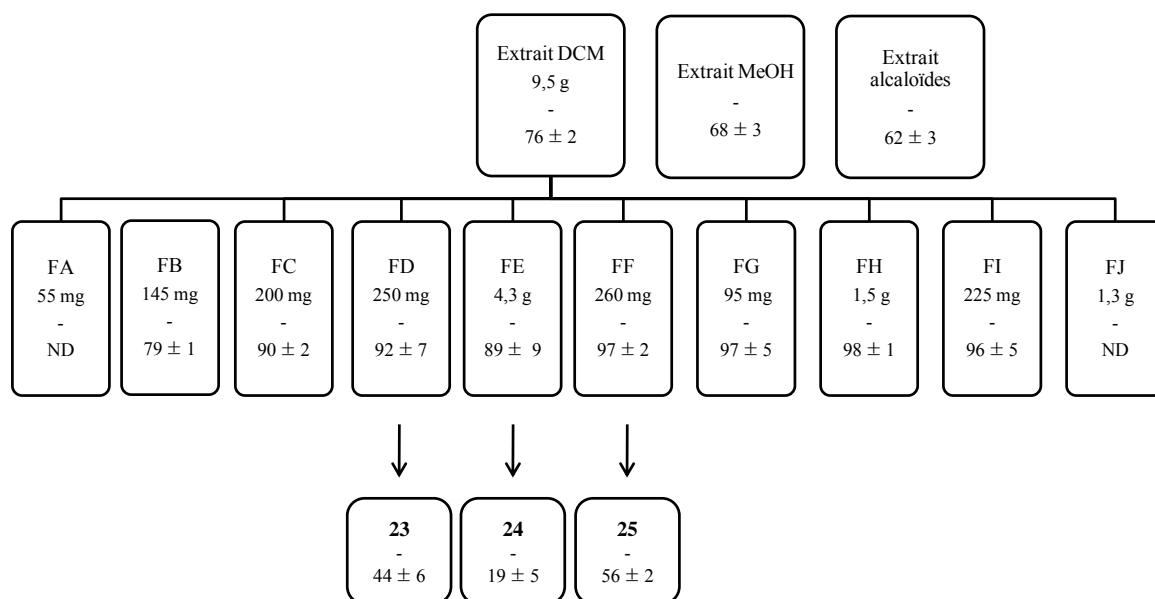 Extrait DCM
9,5 g
-
76 ± 2
Extrait MeOH
-
68 ± 3
Extrait
alcaloïdes
-
62 ± 3
FA
55 mg
-
ND
FB
145 mg
-
79 ± 1
FC
200 mg
-
90 ± 2
FD
250 mg
-
92 ± 7
FE
4,3 g
-
89 ± 9
FF
260 mg
-
97 ± 2
FG
95 mg
-
97 ± 5
FH
1,5 g
-
98 ± 1
FI
225 mg
-
96 ± 5
FJ
1,3 g
-
ND
23
-
44 ± 6
24
-
19 ± 5
25
-
56 ± 2